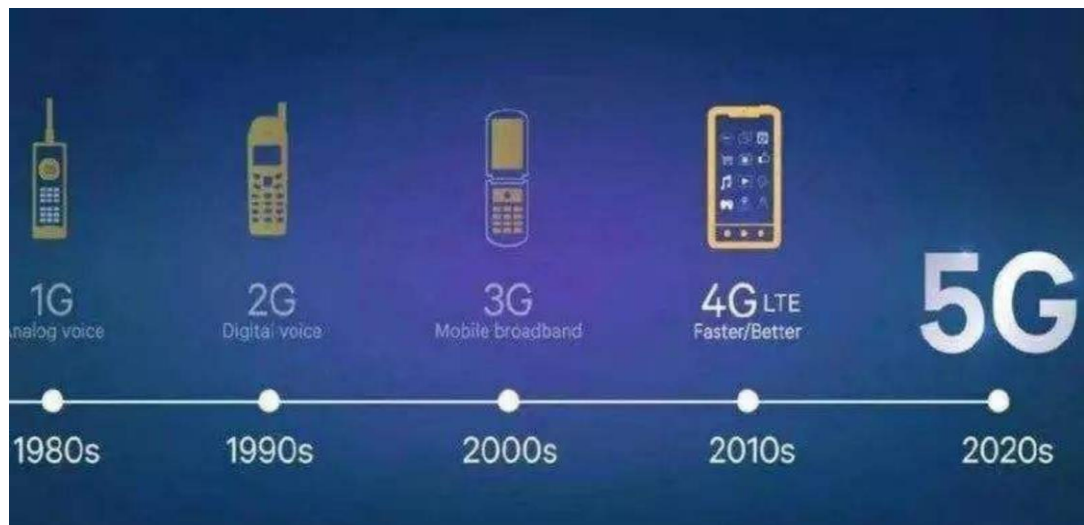 1G
nalog voice
2G
Digital voice
3G
Mobile broadband
4G LTE
Faster/Better
5G
1980s
1990s
2000s
2010s
2020s